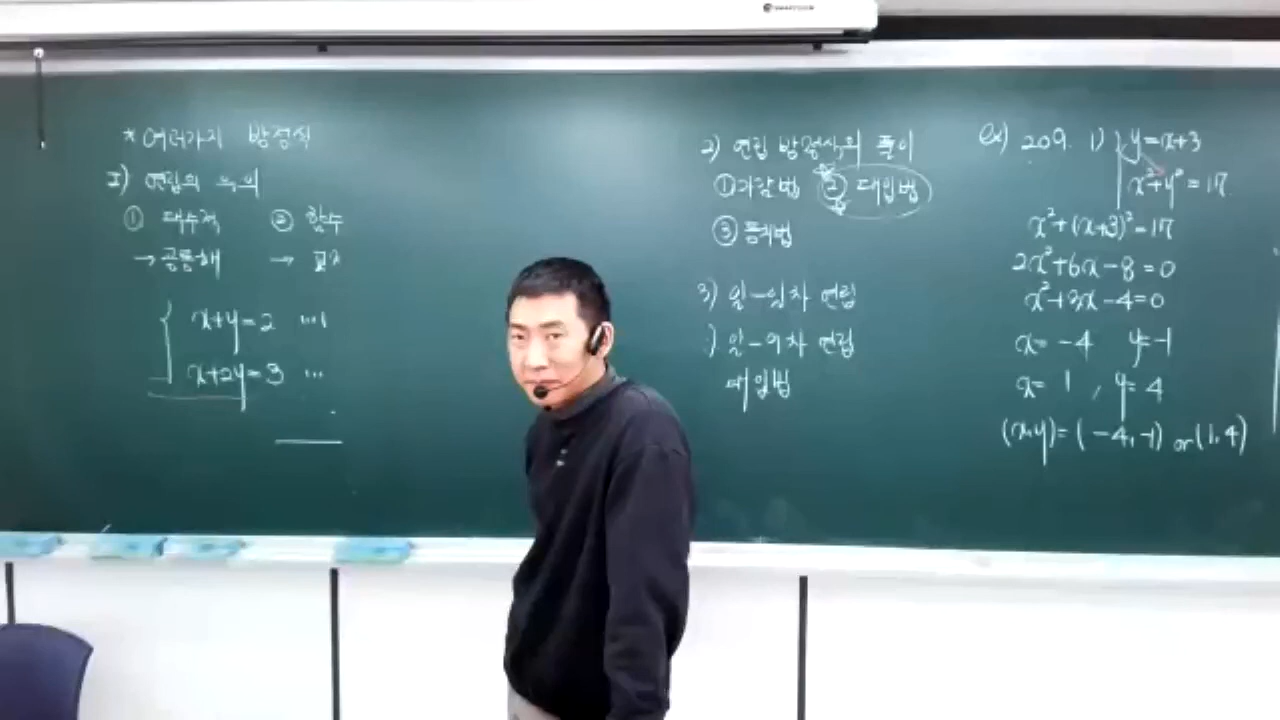 * 여러가지 방정식
I) 연립의 의의
① 대수적 ② 함수
→ 공통해 → 교
x+y=2 ...1
x+2y=3 ...
2) 연립 방정식의 풀이
① 가감법 ② 대입법
③ 등치법
3) 일-일차 연립
) 일-이차 연립
대입법
ex) 209. 1) y=x+3
x²+y²=17
x²+(x+3)²=17
2x²+6x-8=0
x²+3x-4=0
x=-4 y=-1
x=1, y=4
(x,y)=(-4,-1) or (1,4)